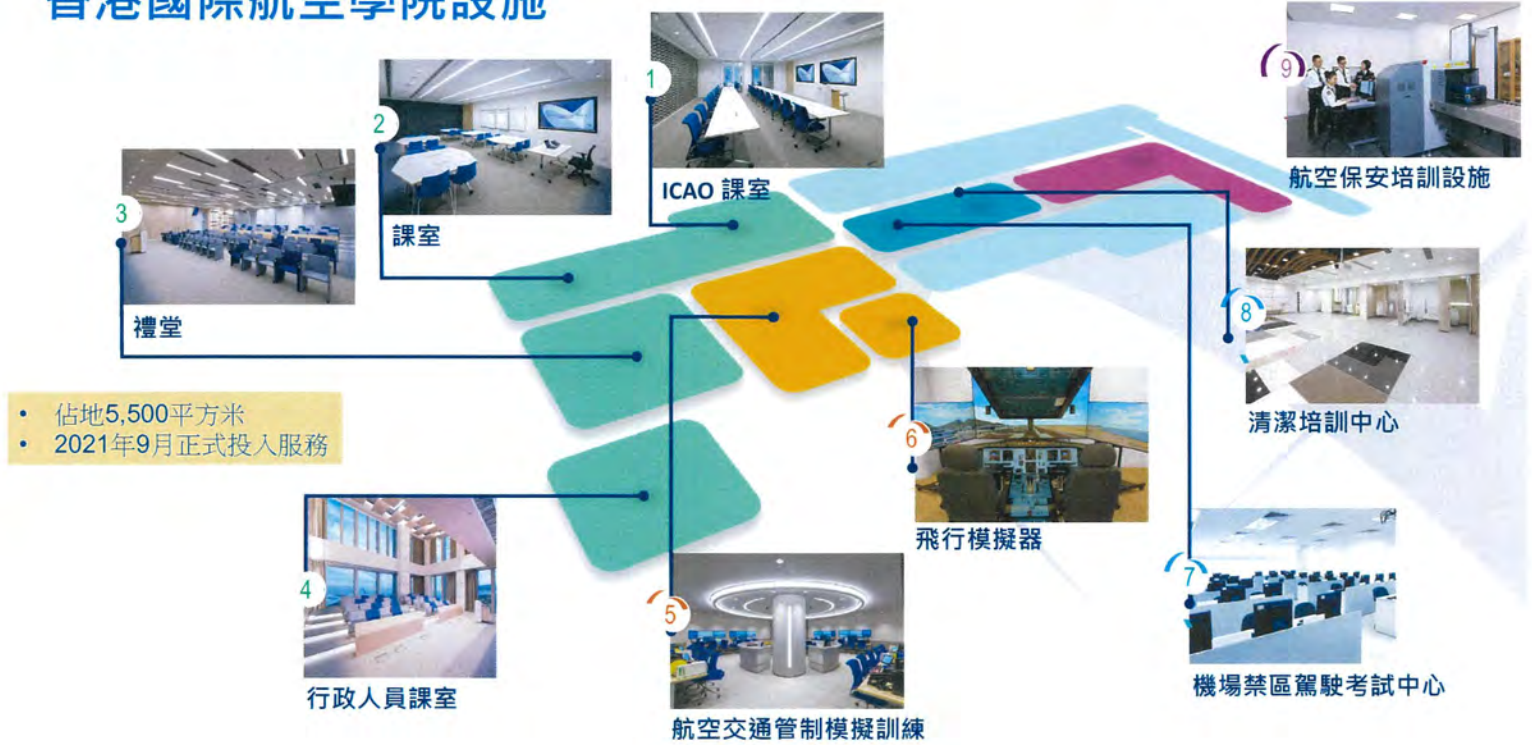 香港國際航空學院設施
1
ICAO 課室
2
課室
3
禮堂
• 佔地5,500平方米
• 2021年9月正式投入服務
4
行政人員課室
5
航空交通管制模擬訓練
6
飛行模擬器
7
機場禁區駕駛考試中心
8
清潔培訓中心
9
航空保安培訓設施